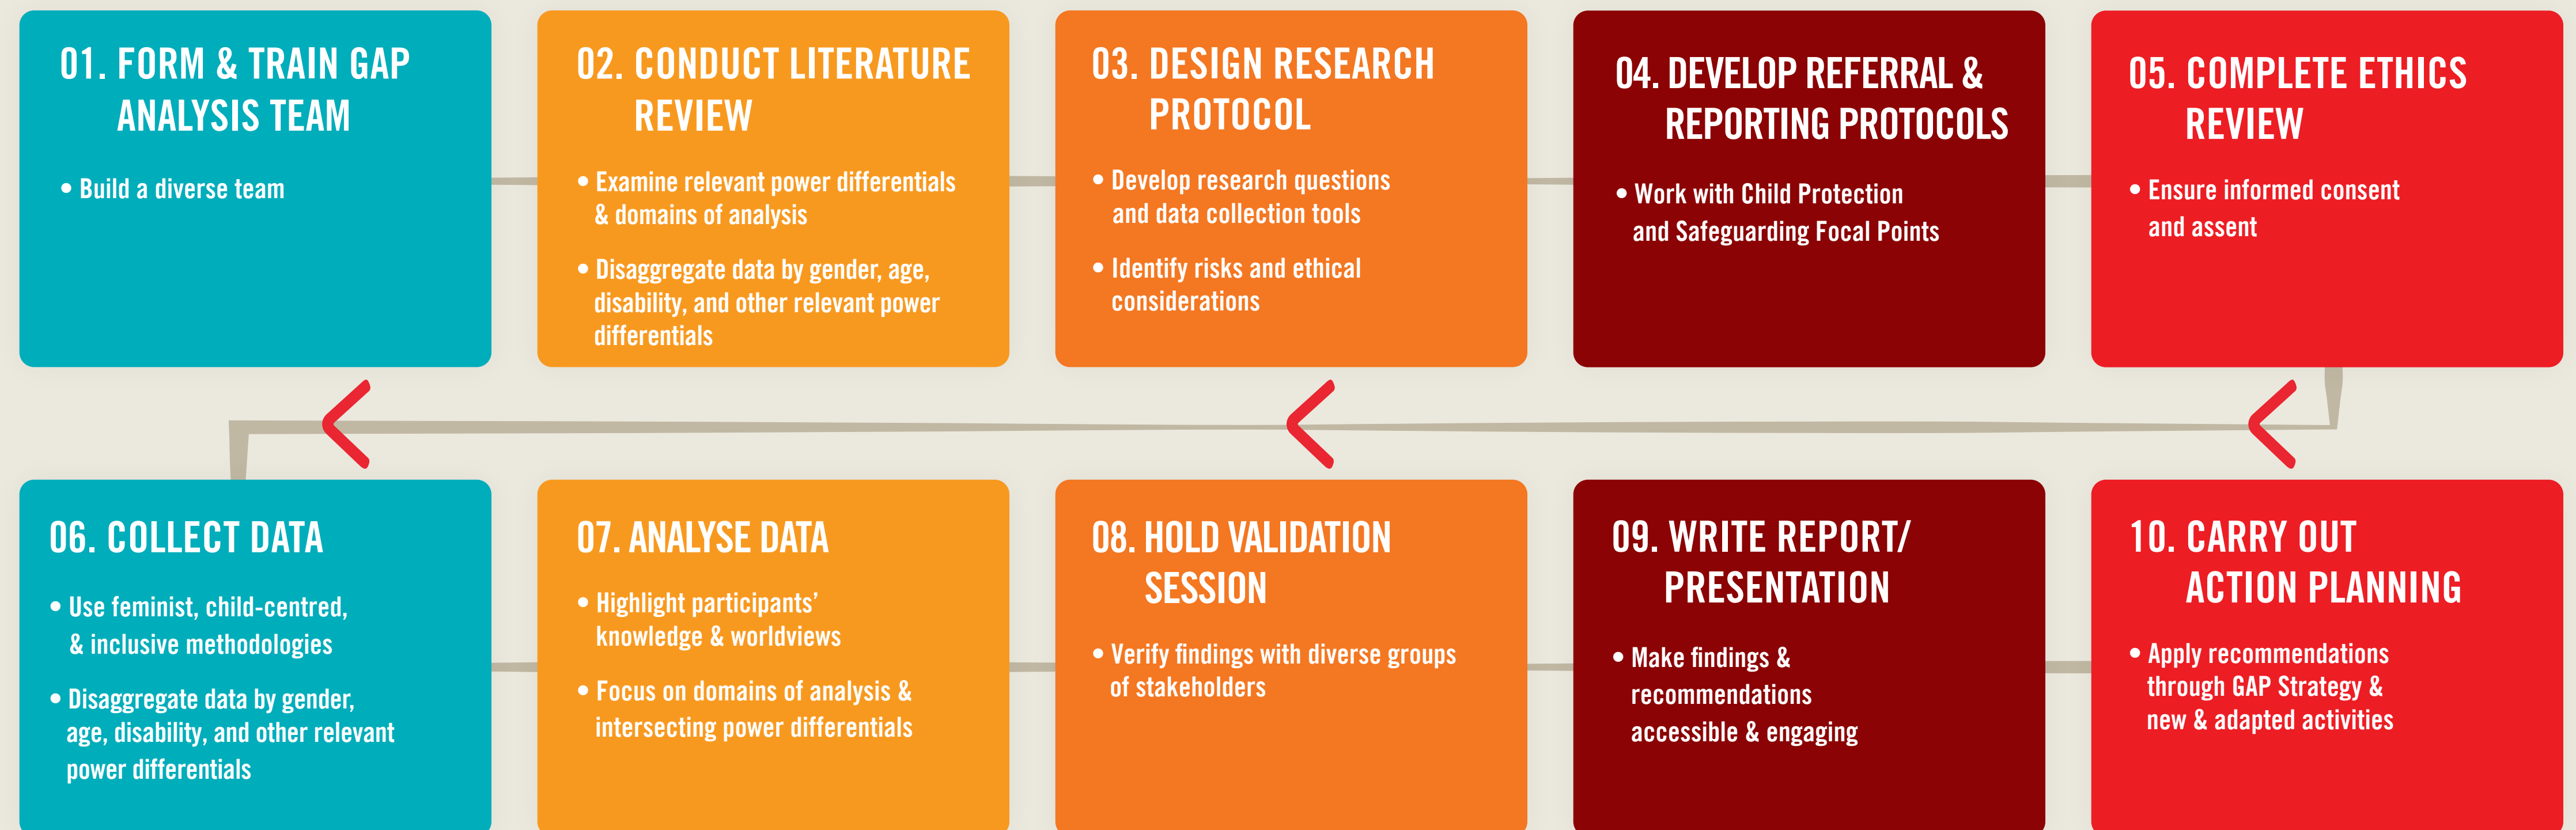 01. FORM & TRAIN GAP
ANALYSIS TEAM
• Build a diverse team
02. CONDUCT LITERATURE
REVIEW
• Examine relevant power differentials
& domains of analysis
• Disaggregate data by gender, age,
disability, and other relevant power
differentials
03. DESIGN RESEARCH
PROTOCOL
• Develop research questions
and data collection tools
• Identify risks and ethical
considerations
04. DEVELOP REFERRAL &
REPORTING PROTOCOLS
• Work with Child Protection
and Safeguarding Focal Points
05. COMPLETE ETHICS
REVIEW
• Ensure informed consent
and assent
06. COLLECT DATA
• Use feminist, child-centred,
& inclusive methodologies
• Disaggregate data by gender,
age, disability, and other relevant
power differentials
07. ANALYSE DATA
• Highlight participants’
knowledge & worldviews
• Focus on domains of analysis &
intersecting power differentials
08. HOLD VALIDATION
SESSION
• Verify findings with diverse groups
of stakeholders
09. WRITE REPORT/
PRESENTATION
• Make findings &
recommendations
accessible & engaging
10. CARRY OUT
ACTION PLANNING
• Apply recommendations
through GAP Strategy &
new & adapted activities